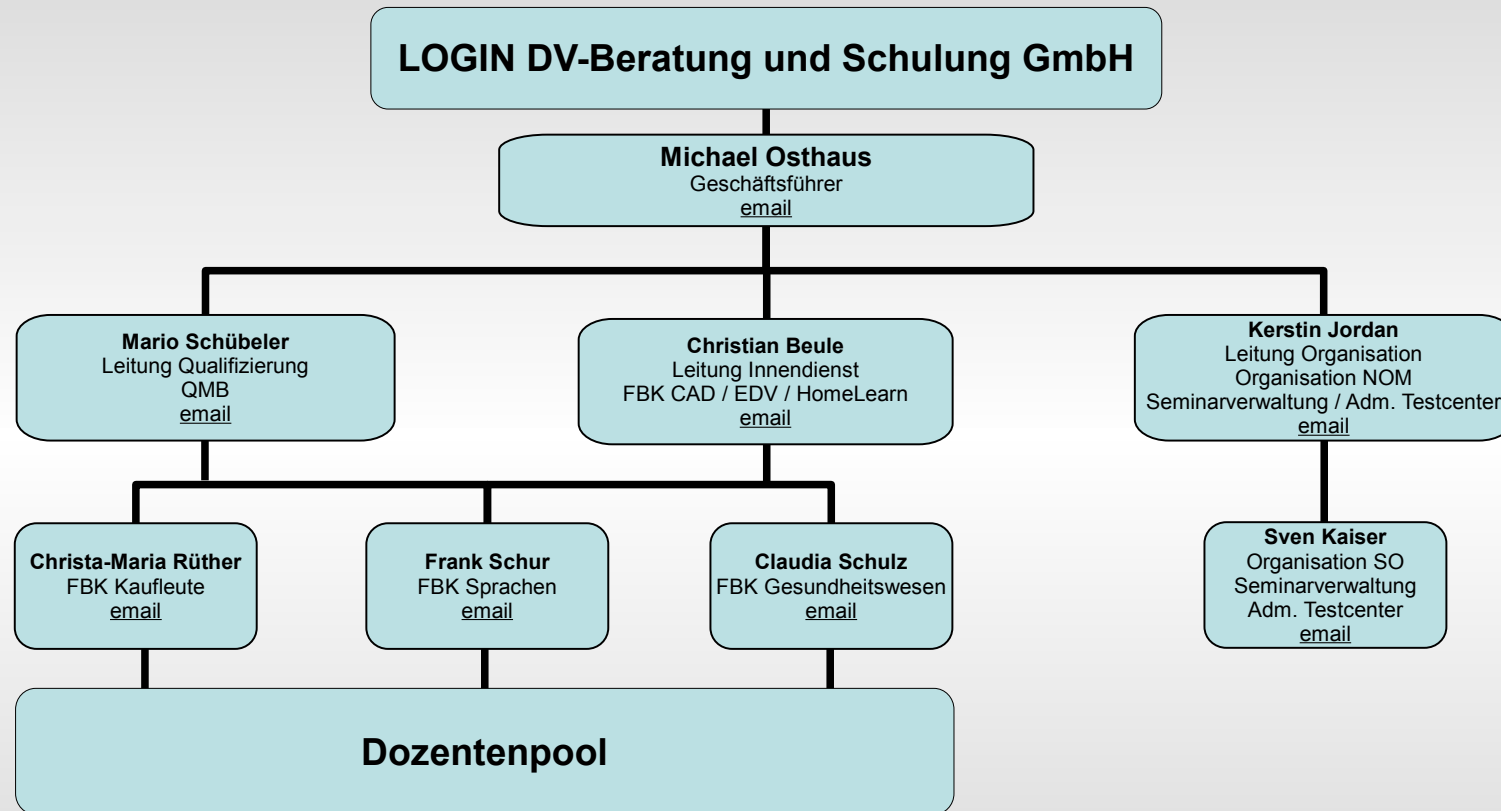 LOGIN DV-Beratung und Schulung GmbH
Michael Osthaus
Geschäftsführer
email
Mario Schübeler
Leitung Qualifizierung
QMB
email
Christian Beule
Leitung Innendienst
FBK CAD / EDV / HomeLearn
email
Kerstin Jordan
Leitung Organisation
Organisation NOM
Seminarverwaltung / Adm. Testcenter
email
Christa-Maria Rüther
FBK Kaufleute
email
Frank Schur
FBK Sprachen
email
Claudia Schulz
FBK Gesundheitswesen
email
Sven Kaiser
Organisation SO
Seminarverwaltung
Adm. Testcenter
email
Dozentenpool